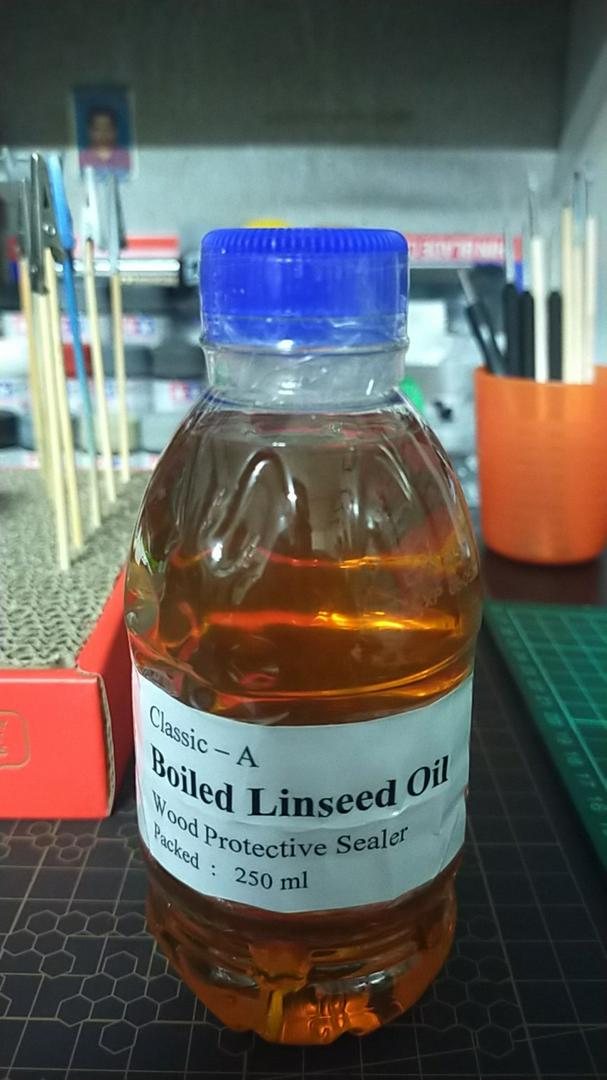 Classic – A
Boiled Linseed Oil
Wood Protective Sealer
Packed : 250 ml